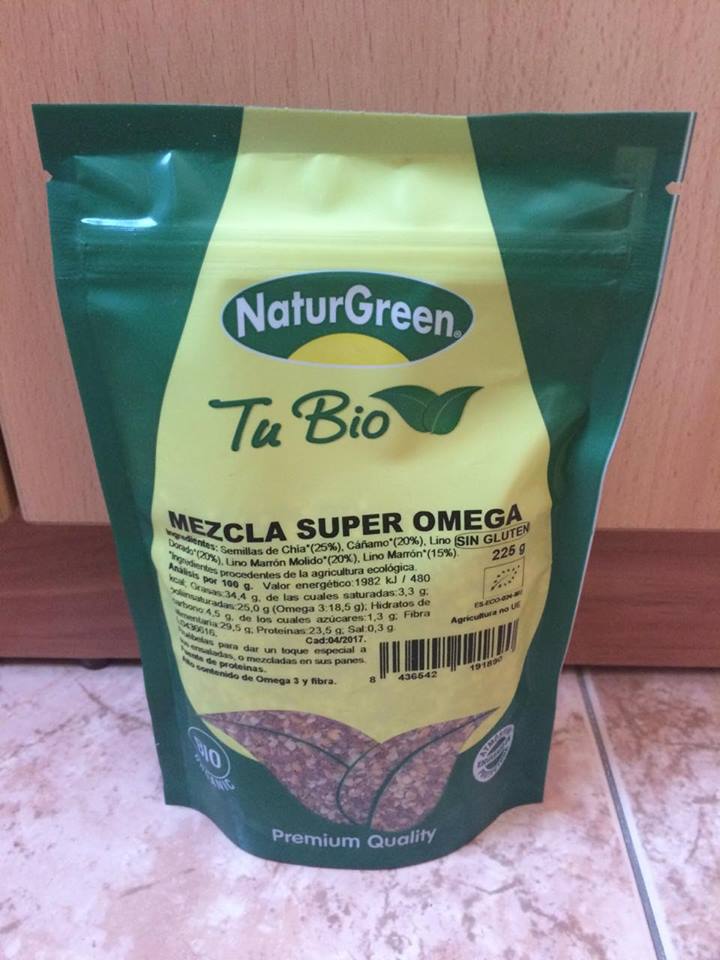 NaturGreen®
Tu Bio
MEZCLA SUPER OMEGA
Ingredientes: Semillas de Chía*(25%), Cáñamo*(20%), Lino
SIN GLUTEN
Dorado*(20%), Lino Marrón Molido*(20%), Lino Marrón*(15%).
225 g
*Ingredientes procedentes de la agricultura ecológica.
Análisis por 100 g. Valor energético:1982 kJ / 480
kcal; Grasas:34,4 g, de las cuales saturadas:3,3 g;
poliinsaturadas:25,0 g (Omega 3:18,5 g); Hidratos de
carbono:4,5 g, de los cuales azúcares:1,3 g; Fibra
alimentaria:29,5 g; Proteínas:23,5 g; Sal:0,3 g.
Agricultura no UE
Cad:04/2017.
para dar un toque especial a
ensaladas, o mezcladas en sus panes.
Fuente de proteínas.
Alto contenido de Omega 3 y fibra.
8 436542 191890
BIO
ORGANIC
Premium Quality